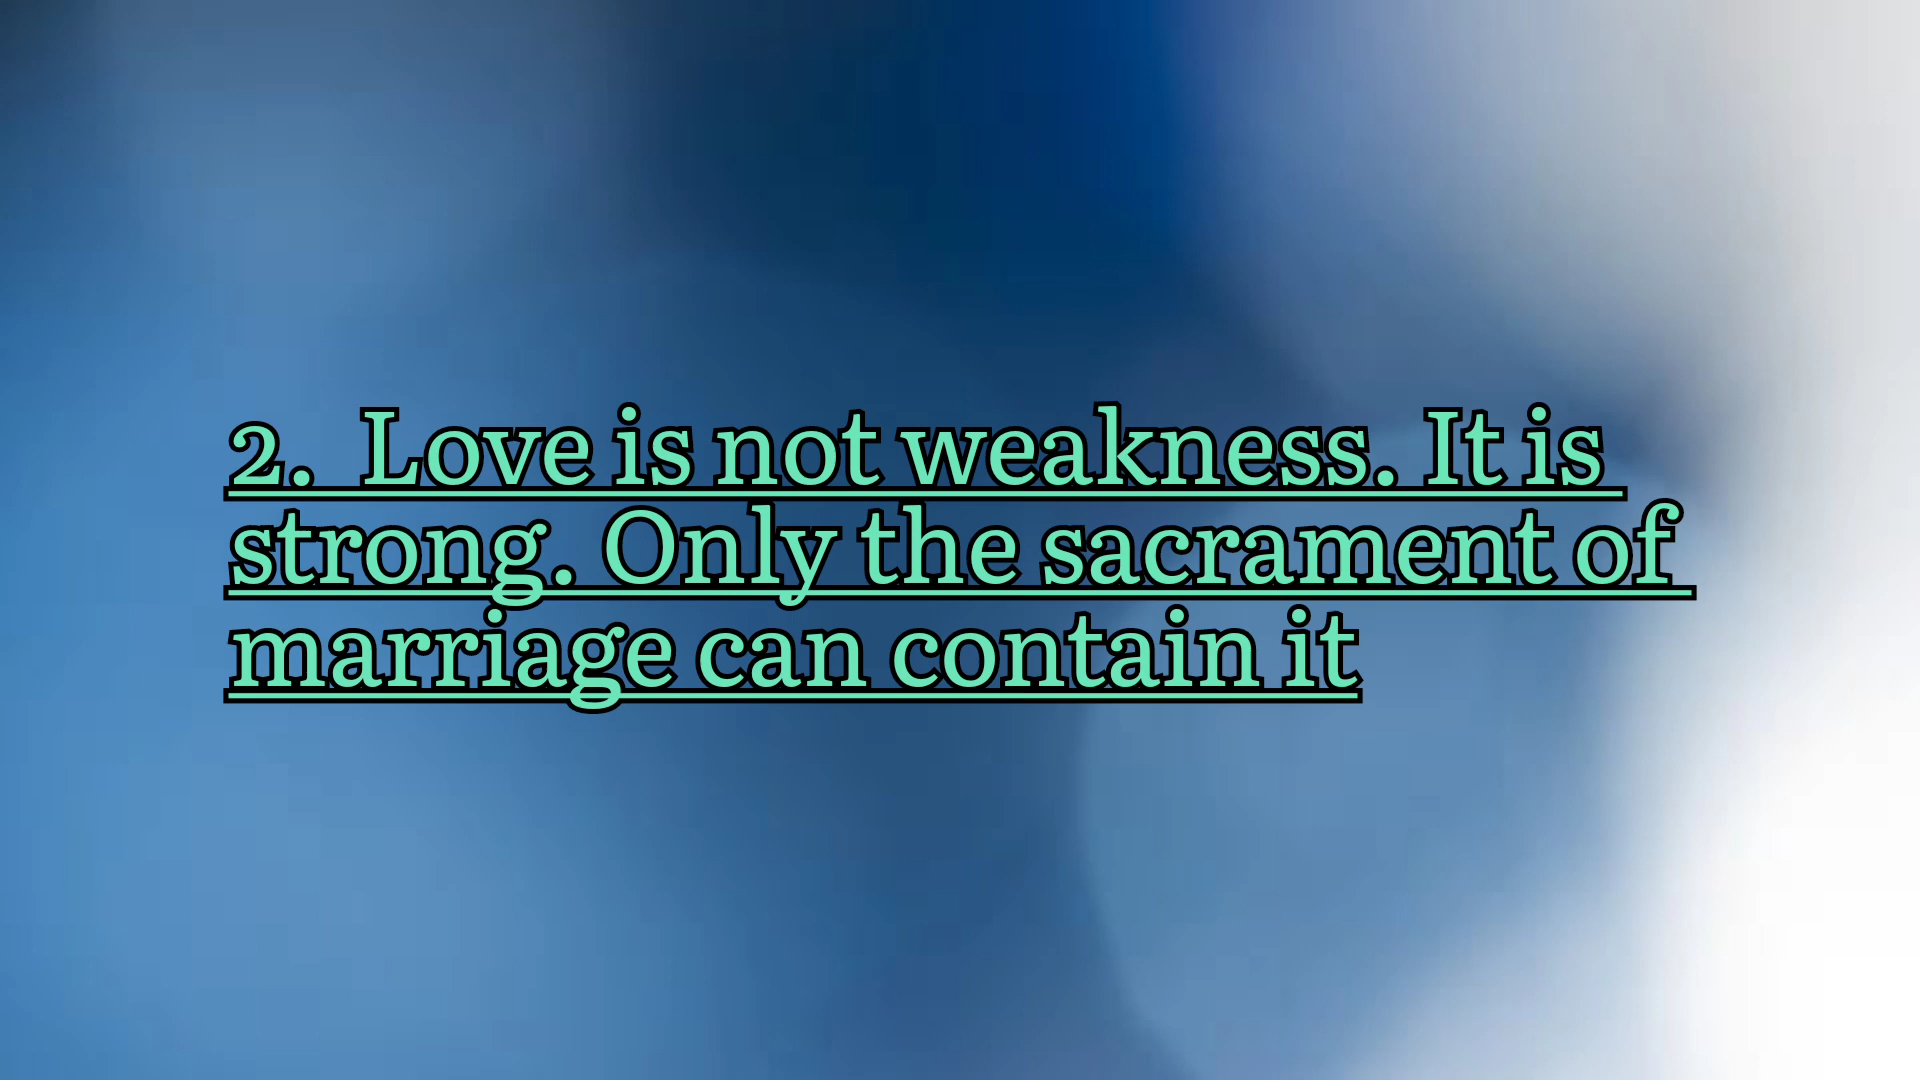 2.  Love is not weakness. It is
strong. Only the sacrament of
marriage can contain it